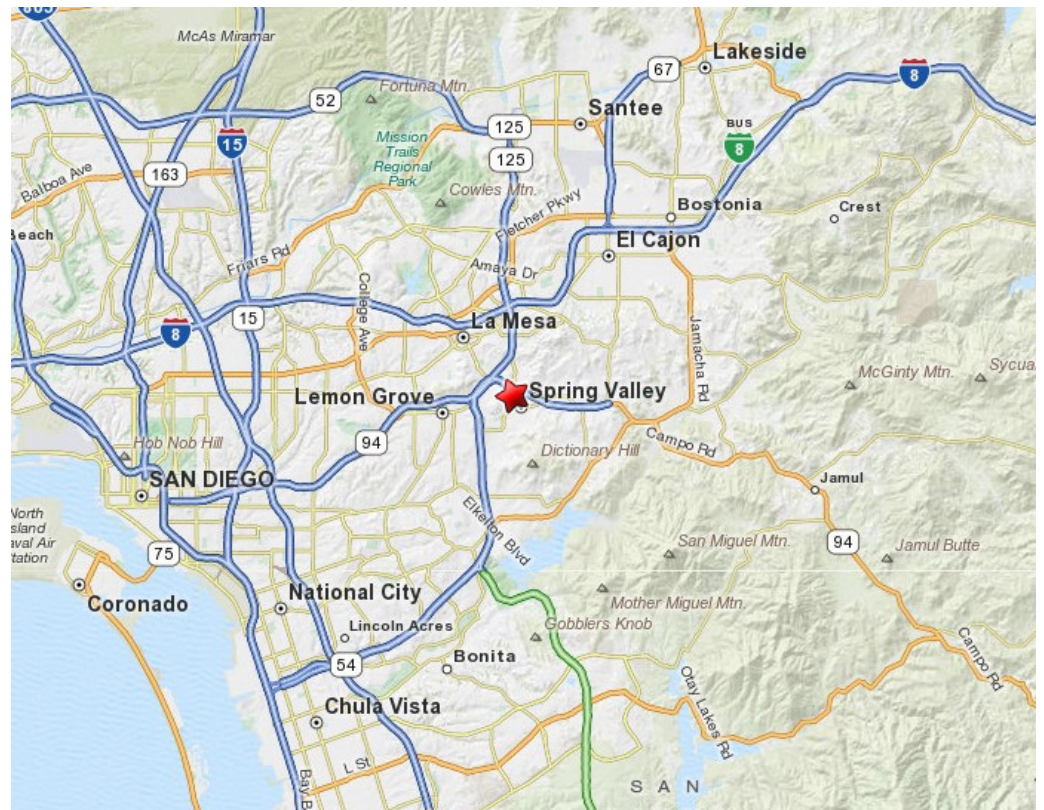 805
McAs Miramar
Lakeside
67
8
52
Fortuna Mtn.
Santee
BUS
8
125
15
Mission
Trails
Regional
Park
125
163
Balboa Ave
Cowles Mtn.
Fletcher Pkwy
Bostonia
Crest
Beach
El Cajon
Friars Rd
Amaya Dr
College Ave
15
8
La Mesa
Jamacha Rd
McGinty Mtn.
Sycua
Lemon Grove
Spring Valley
94
Hob Nob Hill
Dictionary Hill
Campo Rd
SAN DIEGO
Jamul
North
Island
aval Air
Station
75
Elkelton Blvd
San Miguel Mtn.
94
Jamul Butte
Coronado
National City
Mother Miguel Mtn.
Lincoln Acres
Gobblers Knob
54
Bonita
Campo Rd
Chula Vista
Otay Lakes Rd
L St
Bay B
S A N